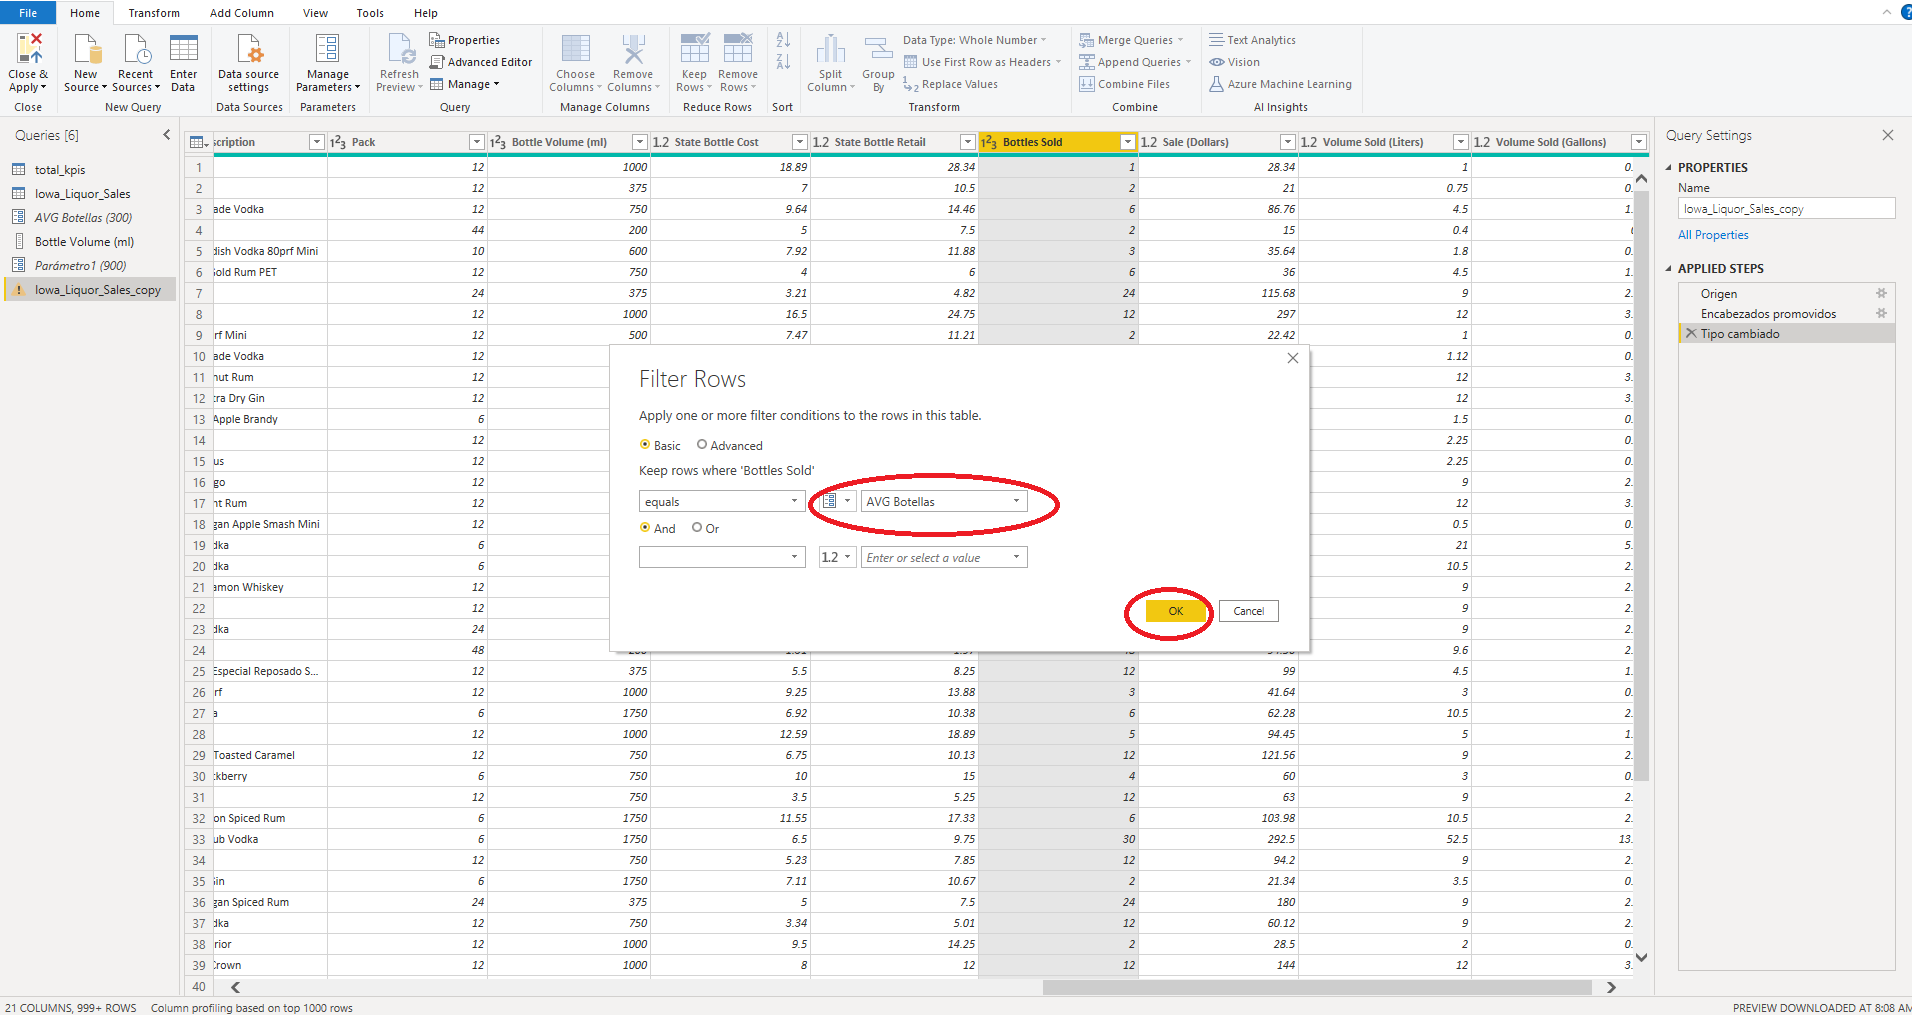 File Home Transform Add Column View Tools Help
Close & Apply
Close
New Source
Recent Sources
Enter Data
New Query
Data source settings
Data Sources
Manage Parameters
Parameters
Refresh Preview
Properties
Advanced Editor
Manage
Query
Choose Columns
Remove Columns
Manage Columns
Keep Rows
Remove Rows
Reduce Rows
Sort
Split Column
Group By
Data Type: Whole Number
Use First Row as Headers
Replace Values
Transform
Merge Queries
Append Queries
Combine Files
Combine
Text Analytics
Vision
Azure Machine Learning
AI Insights
Queries [6]
total_kpis
Iowa_Liquor_Sales
AVG Botellas (300)
Bottle Volume (ml)
Parámetro1 (900)
Iowa_Liquor_Sales_copy
scription 123 Pack 123 Bottle Volume (ml) 1.2 State Bottle Cost 1.2 State Bottle Retail 123 Bottles Sold 1.2 Sale (Dollars) 1.2 Volume Sold (Liters) 1.2 Volume Sold (Gallons)
1 12 1000 18.89 28.34 1 28.34 1 0.
2 12 375 7 10.5 2 21 0.75 0.
3 ade Vodka 12 750 9.64 14.46 6 86.76 4.5 1.
4 44 200 5 7.5 2 15 0.4
5 dish Vodka 80prf Mini 10 600 7.92 11.88 3 35.64 1.8 0.
6 Gold Rum PET 12 750 4 6 6 36 4.5 1.
7 24 375 3.21 4.82 24 115.68 9 2.
8 12 1000 16.5 24.75 12 297 12 3.
9 rf Mini 12 500 7.47 11.21 2 22.42 1 0.
10 ade Vodka 12 1.12 0.
11 nut Rum 12 12 3.
12 tra Dry Gin 12 12 3.
13 Apple Brandy 6 1.5 0.
14 12 2.25 0.
15 us 12 2.25 0.
16 go 12 9 2.
17 nt Rum 12 12 3.
18 gan Apple Smash Mini 12 0.5 0.
19 dka 6 21 5.
20 dka 6 10.5 2.
21 amon Whiskey 12 9 2.
22 12 9 2.
23 dka 24 9 2.
24 48 9.6 2.
25 Especial Reposado S... 12 375 5.5 8.25 12 99 4.5 1.
26 rf 12 1000 9.25 13.88 3 41.64 3 0.
27 a 6 1750 6.92 10.38 6 62.28 10.5 2.
28 12 1000 12.59 18.89 5 94.45 5 1.
29 Toasted Caramel 12 750 6.75 10.13 12 121.56 9 2.
30 ckberry 6 750 10 15 4 60 3 0.
31 12 750 3.5 5.25 12 63 9 2.
32 on Spiced Rum 6 1750 11.55 17.33 6 103.98 10.5 2.
33 ub Vodka 6 1750 6.5 9.75 30 292.5 52.5 13.
34 12 750 5.23 7.85 12 94.2 9 2.
35 Gin 6 1750 7.11 10.67 2 21.34 3.5 0.
36 gan Spiced Rum 24 375 5 7.5 24 180 9 2.
37 dka 12 750 3.34 5.01 12 60.12 9 2.
38 rior 12 1000 9.5 14.25 2 28.5 2 0.
39 Crown 12 1000 8 12 12 144 12 3.
40
Filter Rows
Apply one or more filter conditions to the rows in this table.
Basic Advanced
Keep rows where 'Bottles Sold'
equals AVG Botellas
And Or
1.2 Enter or select a value
OK Cancel
Query Settings
PROPERTIES
Name
Iowa_Liquor_Sales_copy
All Properties
APPLIED STEPS
Origen
Encabezados promovidos
Tipo cambiado
21 COLUMNS, 999+ ROWS Column profiling based on top 1000 rows PREVIEW DOWNLOADED AT 8:08 AM